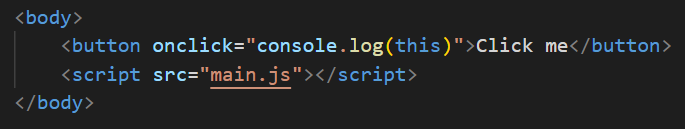 <body>
<button onclick="console.log(this)">Click me</button>
<script src="main.js"></script>
</body>